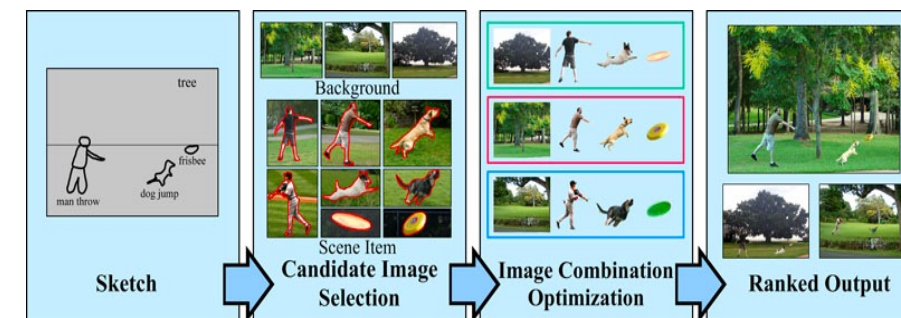 tree
frisbee
dog jump
man throw
Sketch
Background
Scene Item
Candidate Image
Selection
Image Combination
Optimization
Ranked Output